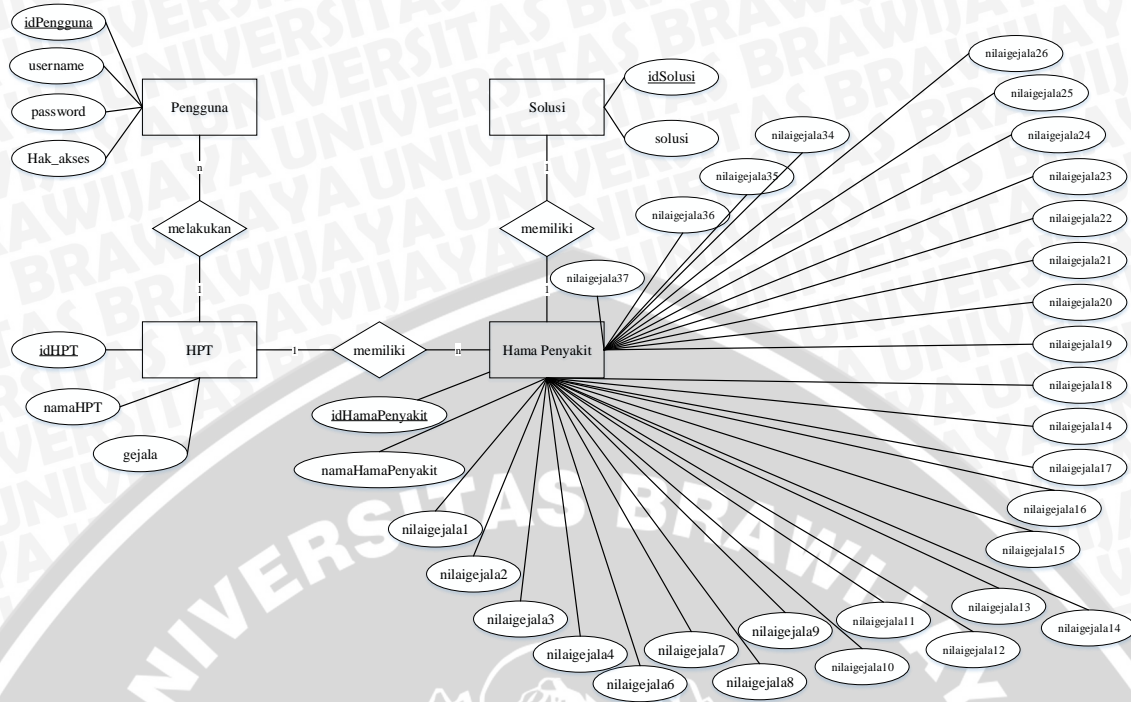 idPengguna
username
password
Hak_akses
Pengguna
n
melakukan
1
HPT
idHPT
namaHPT
gejala
1
memiliki
n
Solusi
idSolusi
solusi
1
memiliki
1
Hama Penyakit
idHamaPenyakit
namaHamaPenyakit
nilaigejala37
nilaigejala36
nilaigejala35
nilaigejala34
nilaigejala26
nilaigejala25
nilaigejala24
nilaigejala23
nilaigejala22
nilaigejala21
nilaigejala20
nilaigejala19
nilaigejala18
nilaigejala14
nilaigejala17
nilaigejala16
nilaigejala15
nilaigejala14
nilaigejala13
nilaigejala12
nilaigejala11
nilaigejala10
nilaigejala9
nilaigejala8
nilaigejala7
nilaigejala6
nilaigejala4
nilaigejala3
nilaigejala2
nilaigejala1
UNIVERSITAS BRAWIJAY